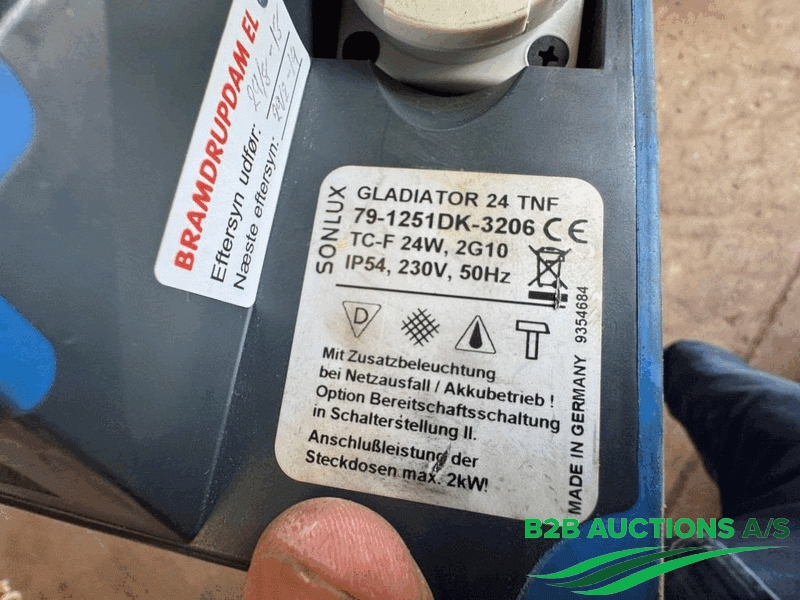 BRAMDRUPDAM EL
Eftersyn udført:
Næste eftersyn:
SONLUX
GLADIATOR 24 TNF
79-1251DK-3206 CE
TC-F 24W, 2G10
IP54, 230V, 50Hz
D
Mit Zusatzbeleuchtung
bei Netzausfall / Akkubetrieb !
Option Bereitschaftsschaltung
in Schalterstellung II.
Anschlußleistung der
Steckdosen max. 2kW!
MADE IN GERMANY 9354684
B2B AUCTIONS A/S